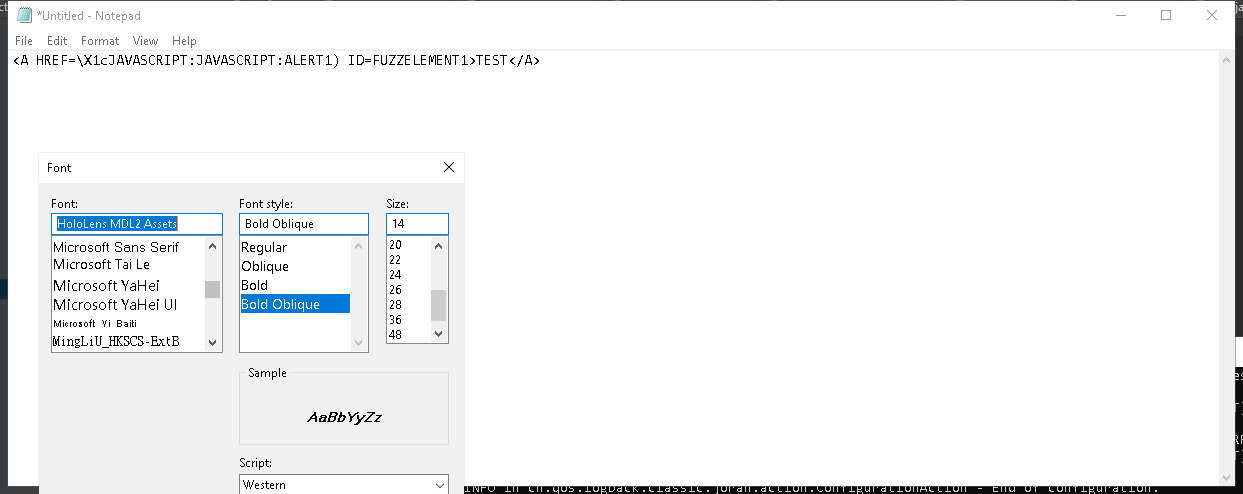 *Untitled - Notepad
File Edit Format View Help
<A HREF=\X1cJAVASCRIPT:JAVASCRIPT:ALERT1) ID=FUZZELEMENT1>TEST</A>
Font
Font: Font style: Size:
HoloLens MDL2 Assets Bold Oblique 14
Microsoft Sans Serif Regular 20
Microsoft Tai Le Oblique 22
Microsoft YaHei Bold 24
Microsoft YaHei UI Bold Oblique 26
Microsoft Yi Baiti 28
MingLiU_HKSCS-ExtB 36
48
Sample
AaBbYyZz
Script:
Western
INFO in ch.qos.logback.classic.joran.action.ConfigurationAction - End of configuration.